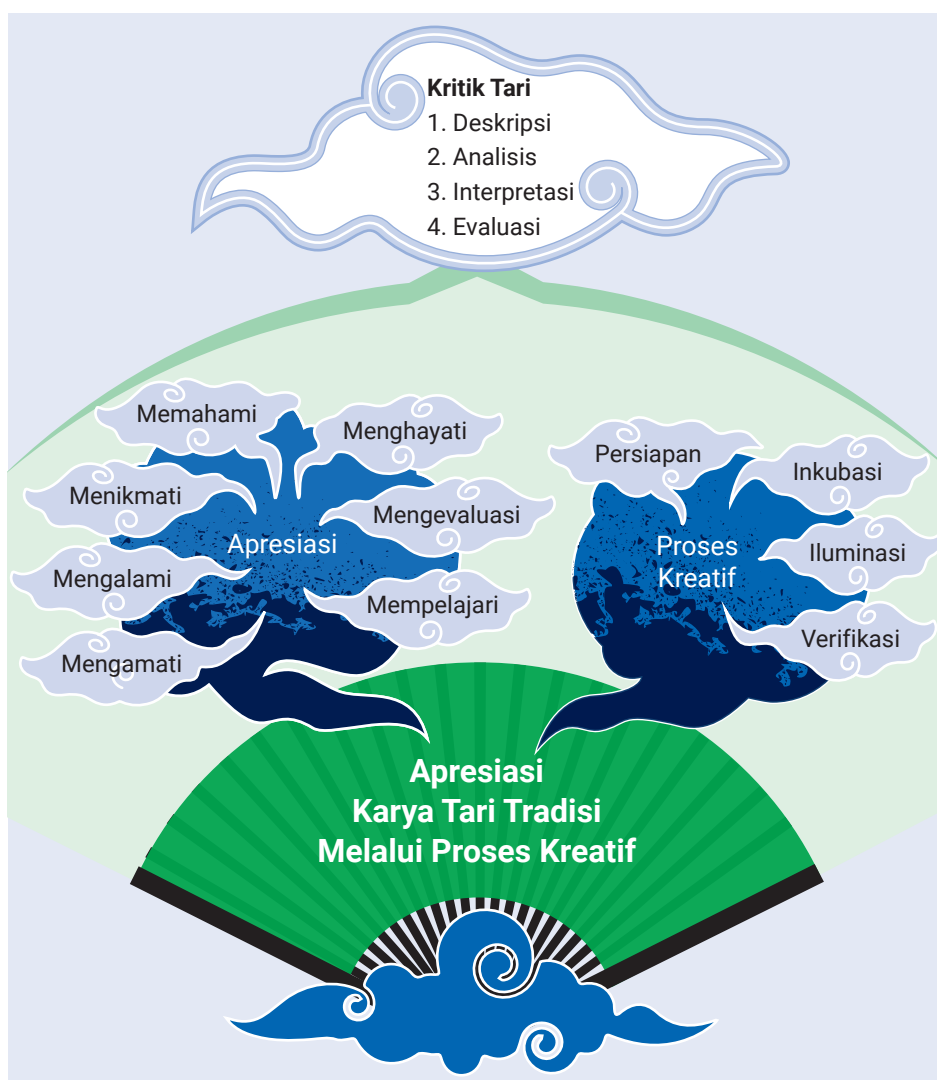 Kritik Tari
1. Deskripsi
2. Analisis
3. Interpretasi
4. Evaluasi
Memahami
Menghayati
Menikmati
Mengevaluasi
Apresiasi
Mengalami
Mempelajari
Mengamati
Persiapan
Inkubasi
Proses
Kreatif
Iluminasi
Verifikasi
Apresiasi
Karya Tari Tradisi
Melalui Proses Kreatif